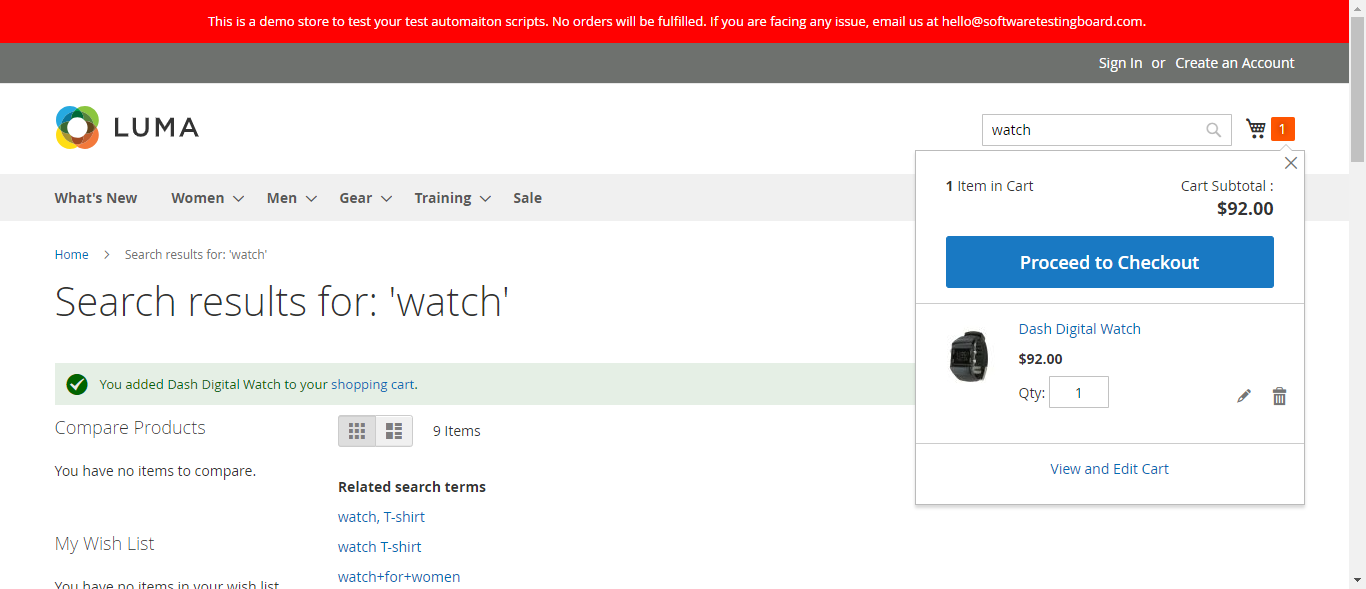 This is a demo store to test your test automaiton scripts. No orders will be fulfilled. If you are facing any issue, email us at hello@softwaretestingboard.com.
Sign In or Create an Account
LUMA
watch
1
What's New Women Men Gear Training Sale
1 Item in Cart
Cart Subtotal :
$92.00
Proceed to Checkout
Dash Digital Watch
$92.00
Qty: 1
View and Edit Cart
Home > Search results for: 'watch'
Search results for: 'watch'
You added Dash Digital Watch to your shopping cart.
Compare Products
You have no items to compare.
My Wish List
You have no items in your wish list
9 Items
Related search terms
watch, T-shirt
watch T-shirt
watch+for+women